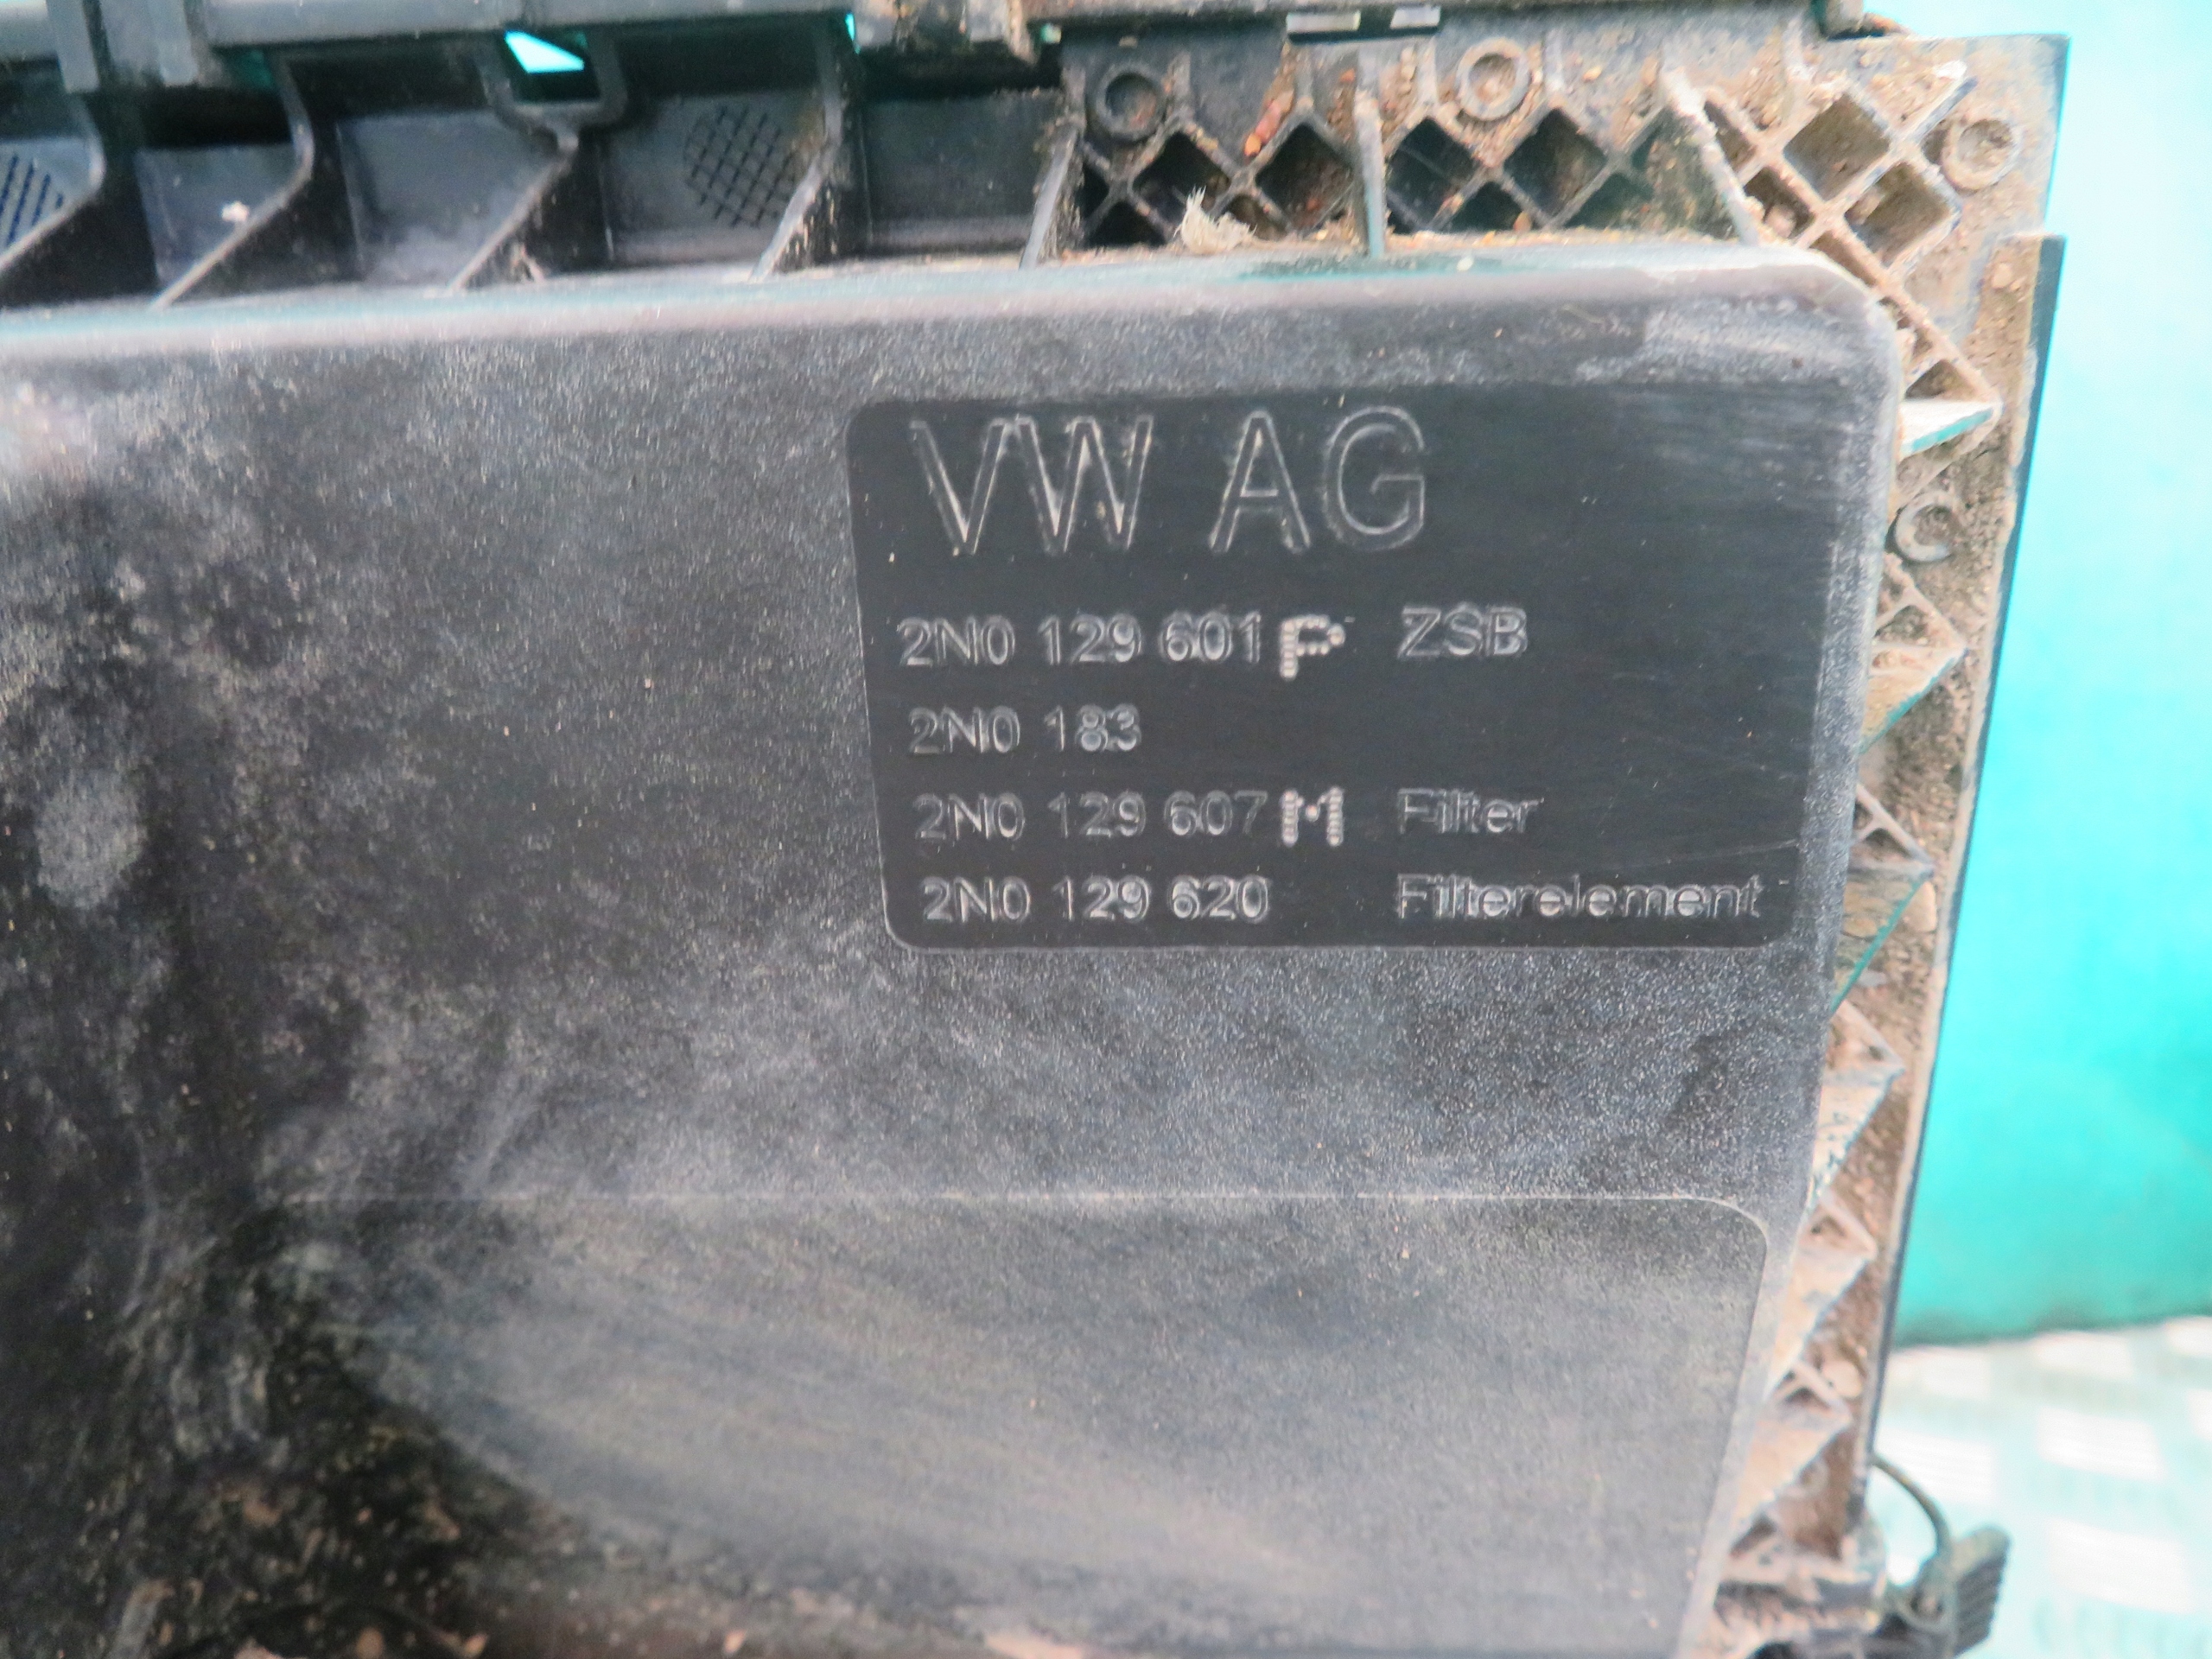 VW AG
2N0 129 601 P ZSB
2N0 183
2N0 129 607 M Filter
2N0 129 620 Filterelement